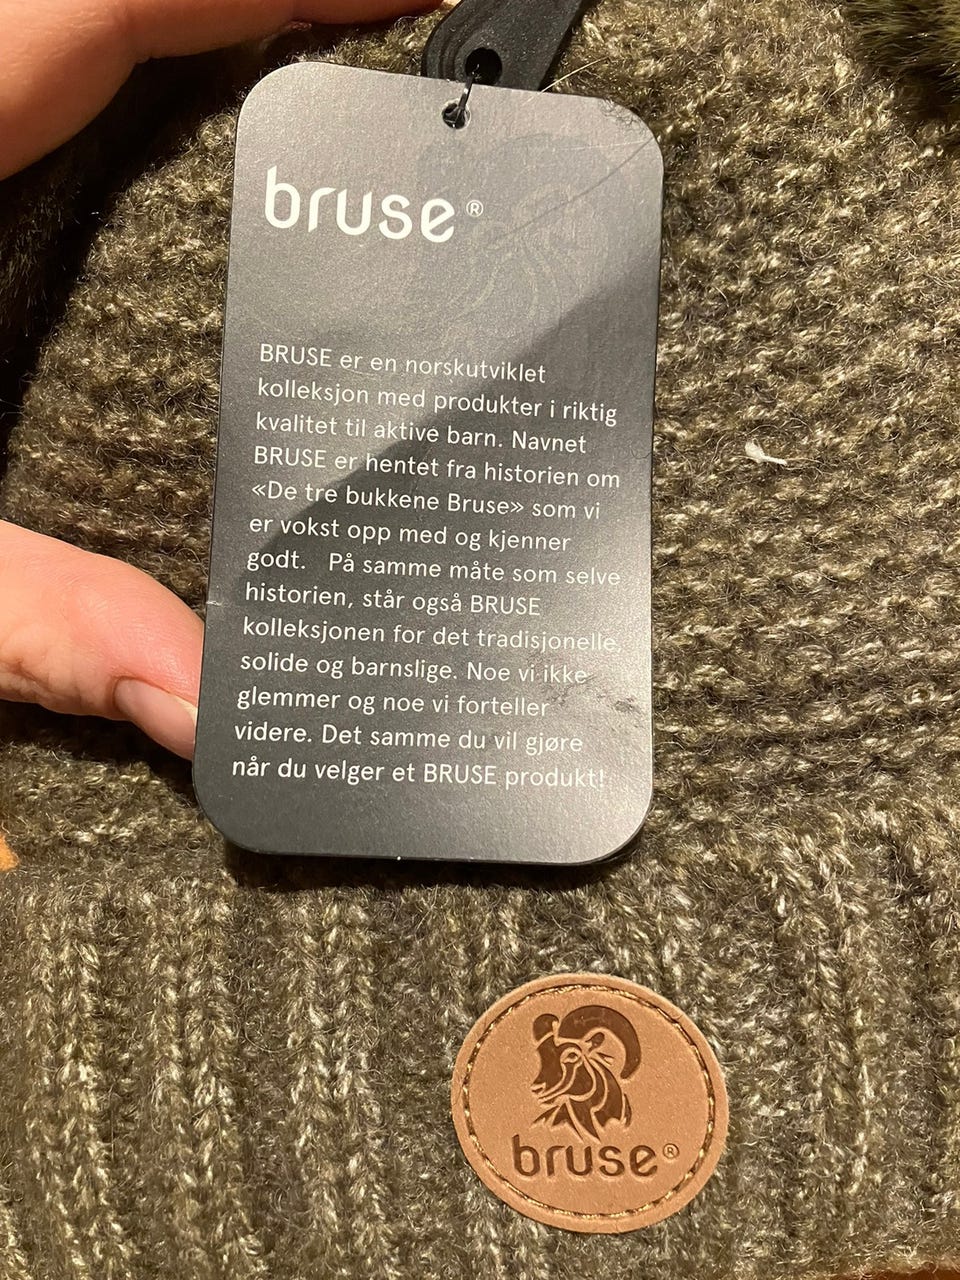 bruse®
BRUSE er en norskutviklet
kolleksjon med produkter i riktig
kvalitet til aktive barn. Navnet
BRUSE er hentet fra historien om
«De tre bukkene Bruse» som vi
er vokst opp med og kjenner
godt. På samme måte som selve
historien, står også BRUSE
kolleksjonen for det tradisjonelle,
solide og barnslige. Noe vi ikke
glemmer og noe vi forteller
videre. Det samme du vil gjøre
når du velger et BRUSE produkt!
bruse®